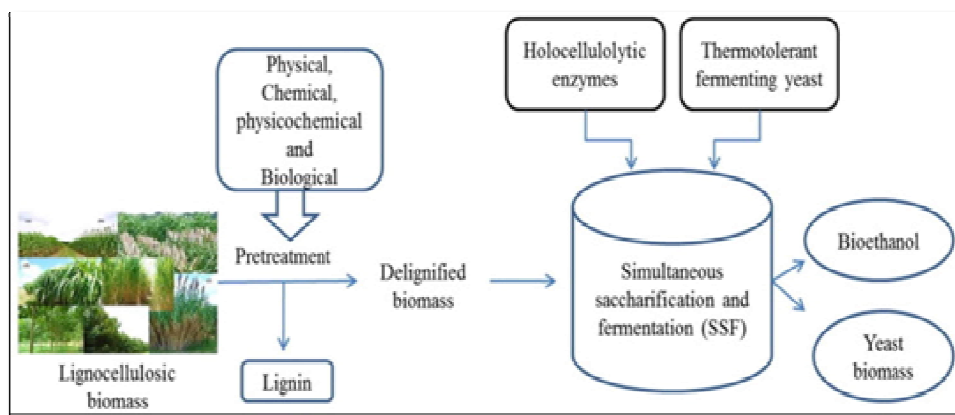 Physical,
Chemical,
physicochemical
and
Biological
Holocellulolytic
enzymes
Thermotolerant
fermenting yeast
Pretreatment
Lignocellulosic
biomass
Lignin
Delignified
biomass
Simultaneous
saccharification and
fermentation (SSF)
Bioethanol
Yeast
biomass